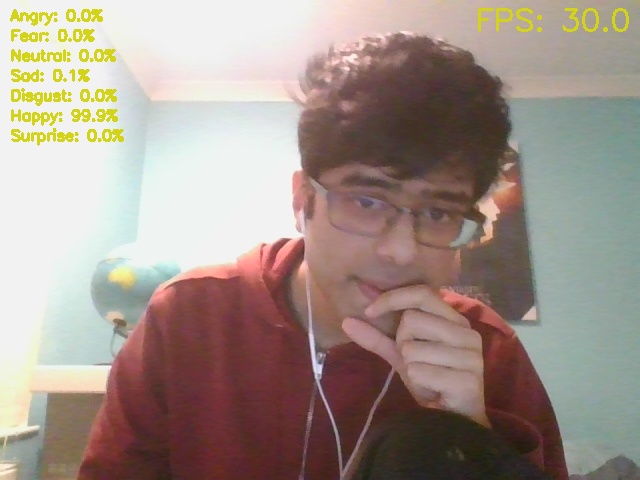 Angry: 0.0%
FPS: 30.0
Fear: 0.0%
Neutral: 0.0%
Sad: 0.1%
Disgust: 0.0%
Happy: 99.9%
Surprise: 0.0%